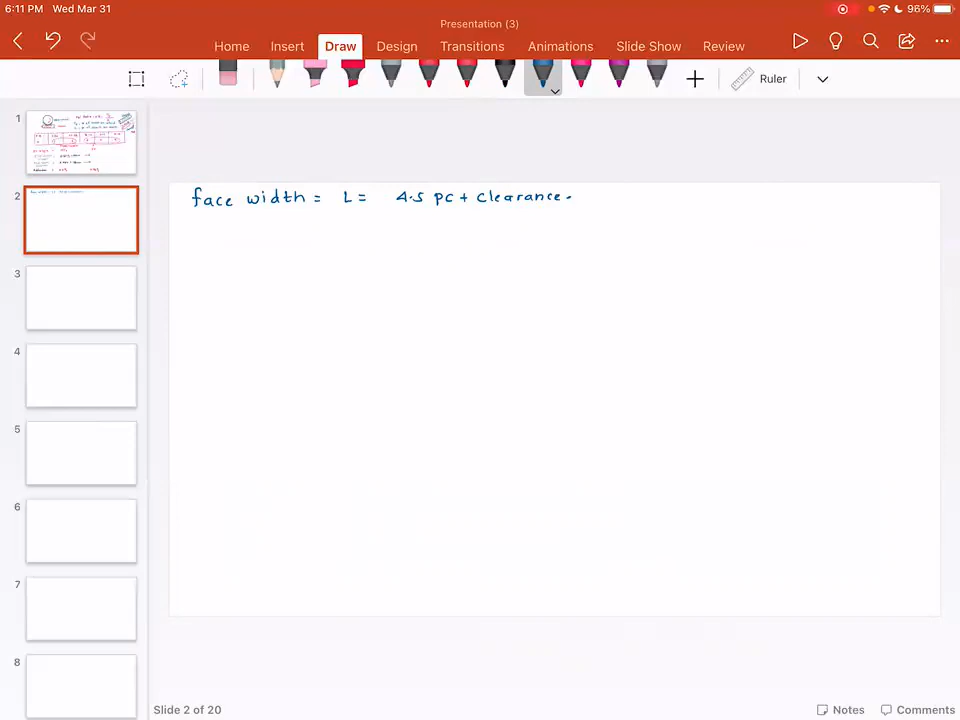 6:11 PM Wed Mar 31
96%
Presentation (3)
Home Insert Draw Design Transitions Animations Slide Show Review
Ruler
1
2
3
4
5
6
7
8
face width = L = 4.5 pc + clearance.
Slide 2 of 20
Notes Comments